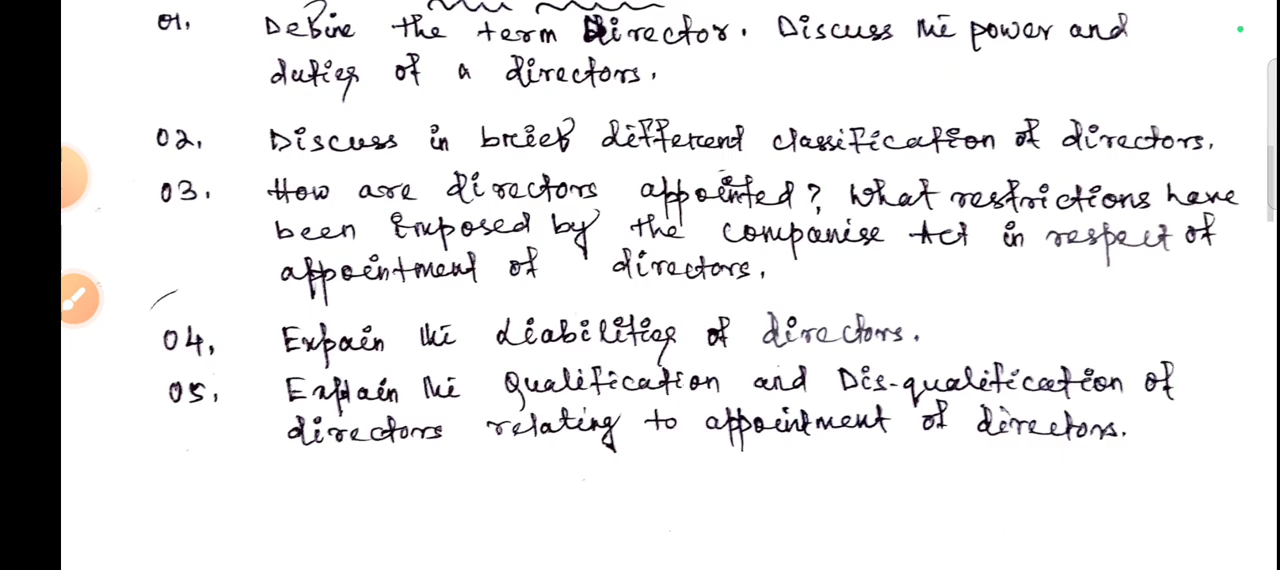 01. Define the term Director. Discuss the power and
duties of a directors.
02. Discuss in brief different classification of directors.
03. How are directors appointed? What restrictions have
been imposed by the companise Act in respect of
appointment of directors.
04. Expain the Liabilities of directors.
05. Explain the Qualification and Dis-qualification of
directors relating to appointment of directors.